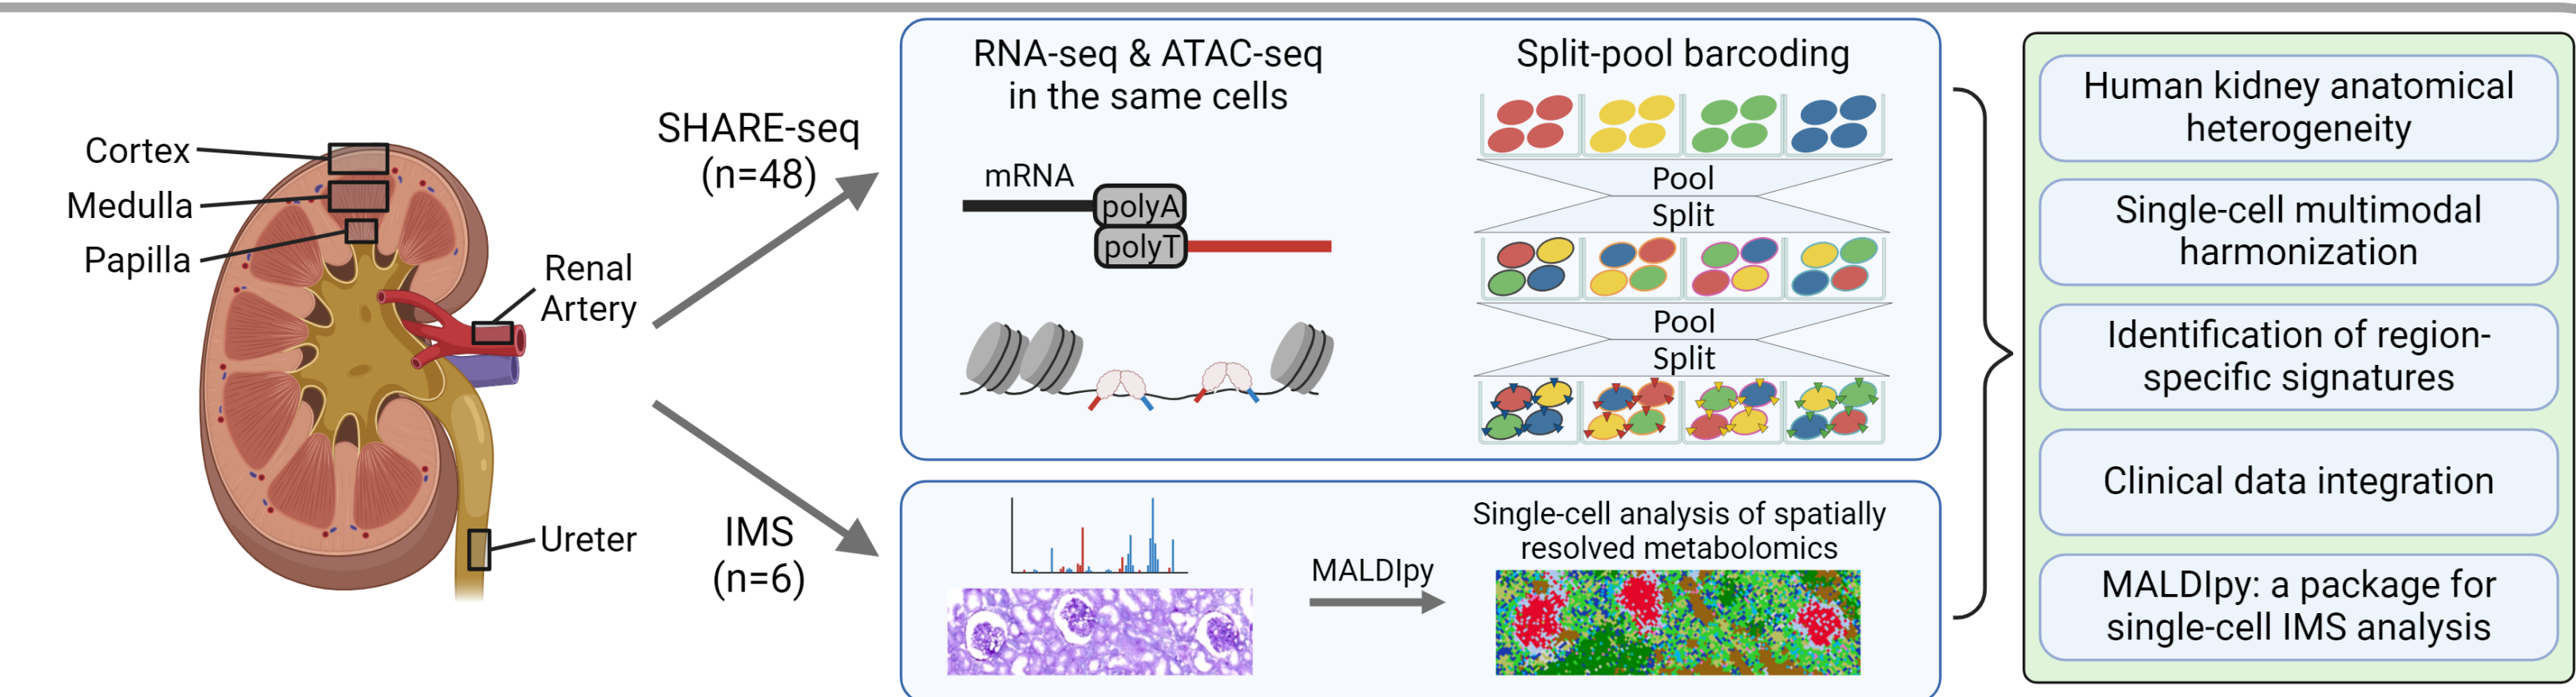 Cortex
Medulla
Papilla
Renal
Artery
Ureter
SHARE-seq
(n=48)
IMS
(n=6)
RNA-seq & ATAC-seq
in the same cells
mRNA
polyA
polyT
Split-pool barcoding
Pool
Split
Pool
Split
MALDIpy
Single-cell analysis of spatially
resolved metabolomics
Human kidney anatomical
heterogeneity
Single-cell multimodal
harmonization
Identification of region-
specific signatures
Clinical data integration
MALDIpy: a package for
single-cell IMS analysis